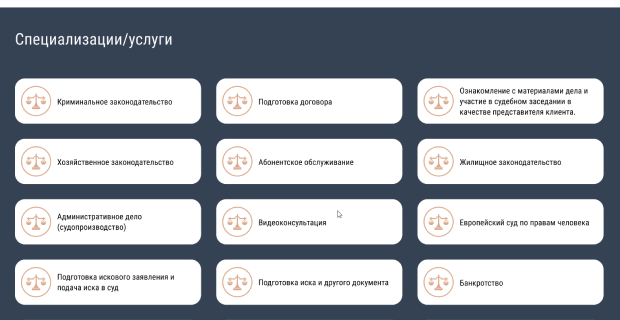 Специализации/услуги
Криминальное законодательство
Подготовка договора
Ознакомление с материалами дела и
участие в судебном заседании в
качестве представителя клиента.
Хозяйственное законодательство
Абонентское обслуживание
Жилищное законодательство
Административное дело
(судопроизводство)
Видеоконсультация
Европейский суд по правам человека
Подготовка искового заявления и
подача иска в суд
Подготовка иска и другого документа
Банкротство